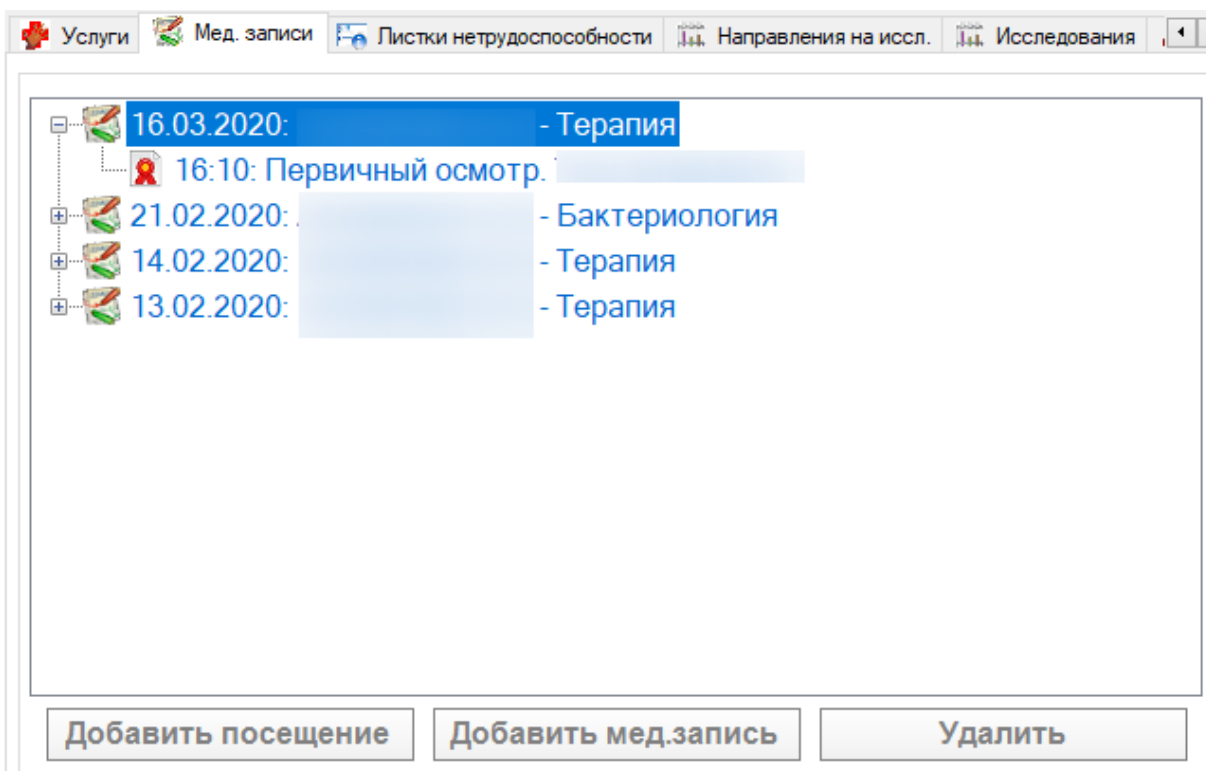 Услуги Мед. записи Листки нетрудоспособности Направления на иссл. Исследования
16.03.2020: - Терапия
16:10: Первичный осмотр.
21.02.2020: - Бактериология
14.02.2020: - Терапия
13.02.2020: - Терапия
Добавить посещение Добавить мед.запись Удалить